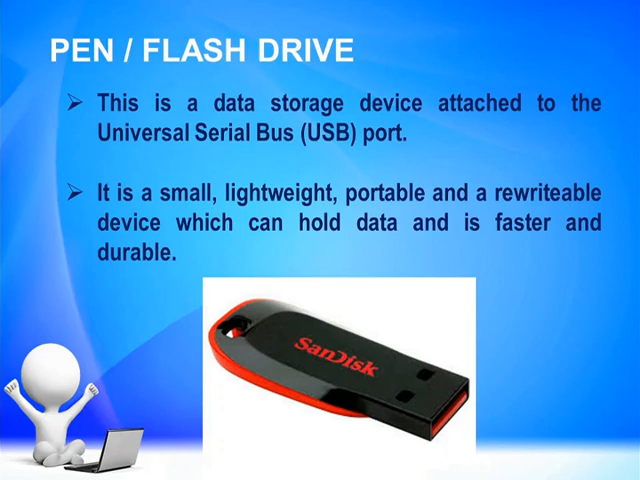 PEN / FLASH DRIVE
➢ This is a data storage device attached to the
Universal Serial Bus (USB) port.
➢ It is a small, lightweight, portable and a rewriteable
device which can hold data and is faster and
durable.
SanDisk